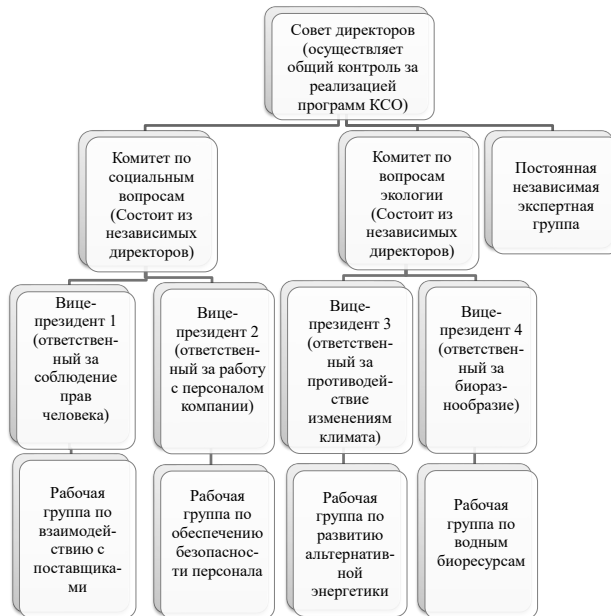 Совет директоров
(осуществляет
общий контроль за
реализацией
программ КСО)
Комитет по
социальным
вопросам
(Состоит из
независимых
директоров)
Комитет по
вопросам
экологии
(Состоит из
независимых
директоров)
Постоянная
независимая
экспертная
группа
Вице-
президент 1
(ответствен-
ный за
соблюдение
прав
человека)
Вице-
президент 2
(ответствен-
ный за работу
с персоналом
компании)
Вице-
президент 3
(ответствен-
ный за
противодей-
ствие
изменениям
климата)
Вице-
президент 4
(ответствен-
ный за
биораз-
нообразие)
Рабочая
группа по
взаимодей-
ствию с
поставщика-
ми
Рабочая
группа по
обеспечению
безопаснос-
ти персонала
Рабочая
группа по
развитию
альтернатив-
ной
энергетики
Рабочая
группа по
водным
биоресурсам